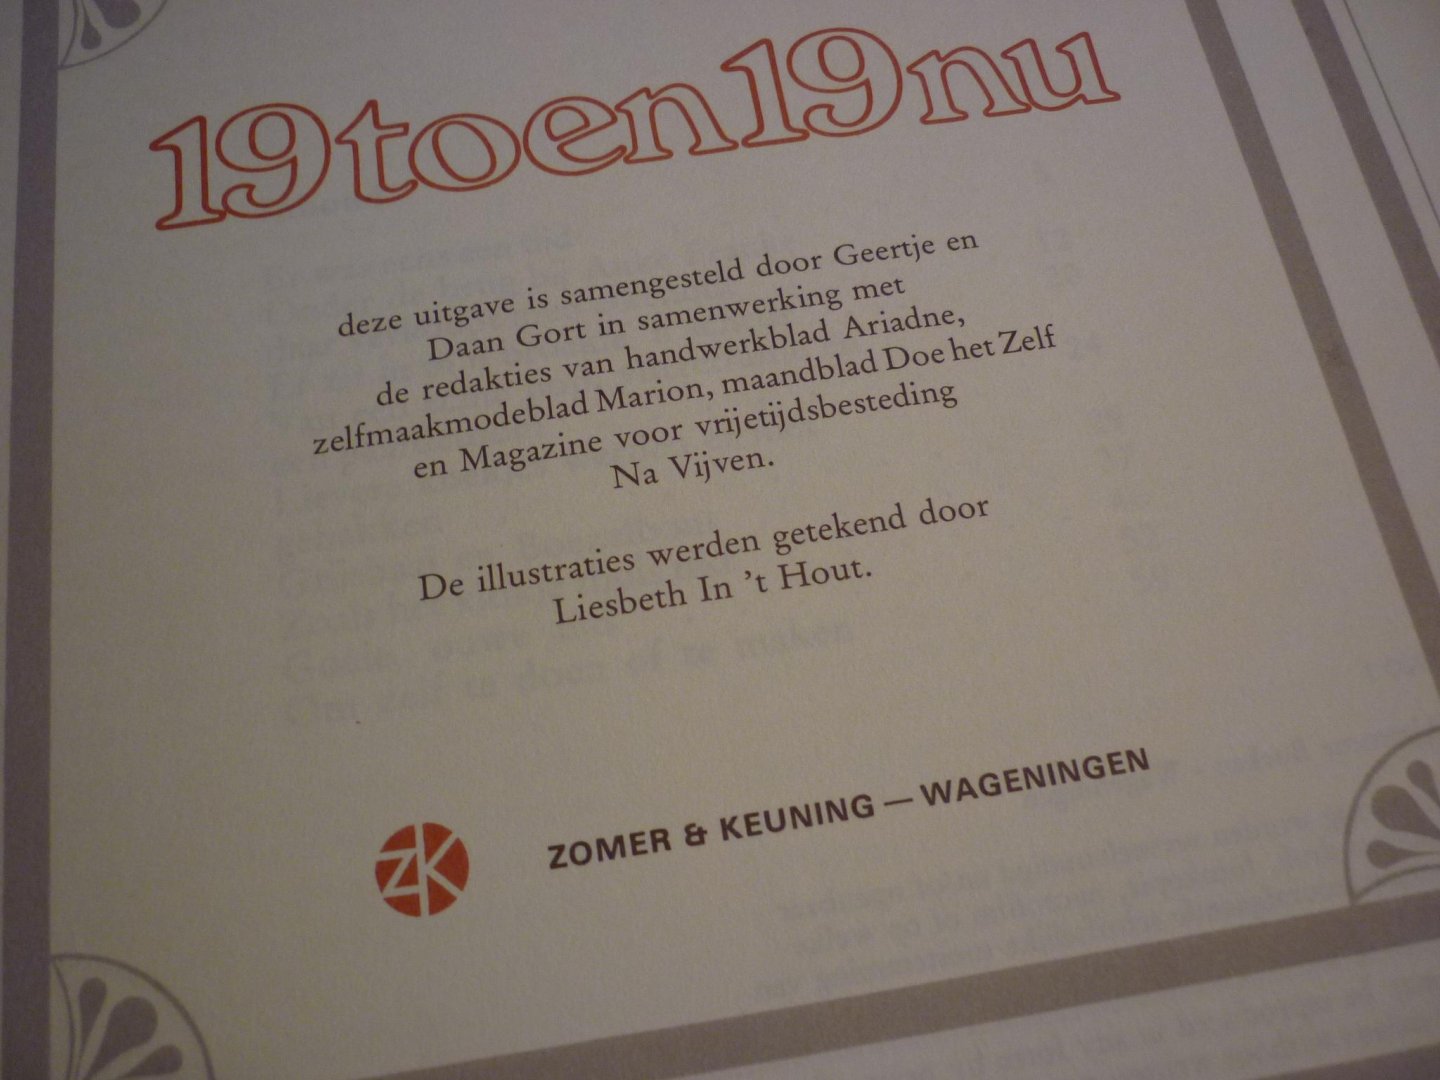 19toen19nu
deze uitgave is samengesteld door Geertje en
Daan Gort in samenwerking met
de redakties van handwerkblad Ariadne,
zelfmaakmodeblad Marion, maandblad Doe het Zelf
en Magazine voor vrijetijdsbesteding
Na Vijven.
De illustraties werden getekend door
Liesbeth In 't Hout.
ZK
ZOMER & KEUNING — WAGENINGEN